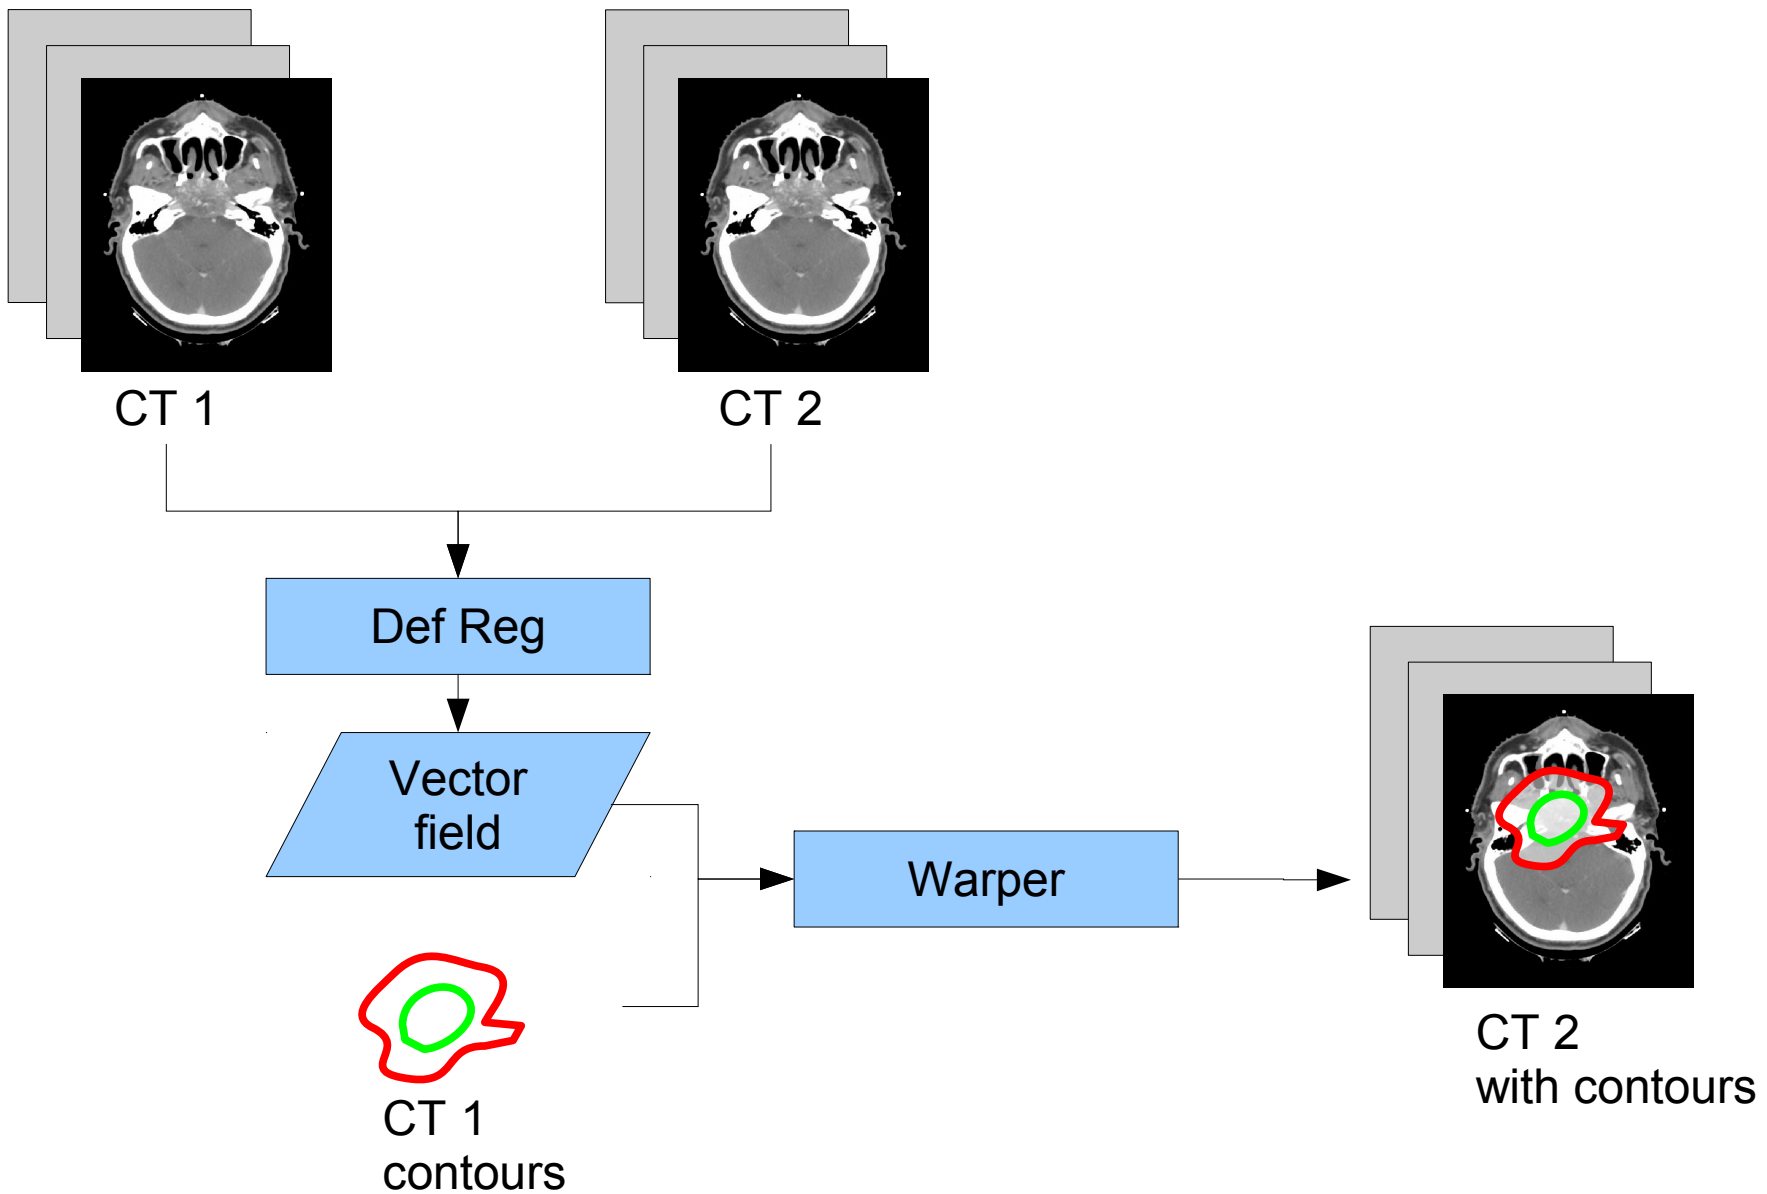 CT 1
CT 2
Def Reg
Vector
field
Warper
CT 1
contours
CT 2
with contours